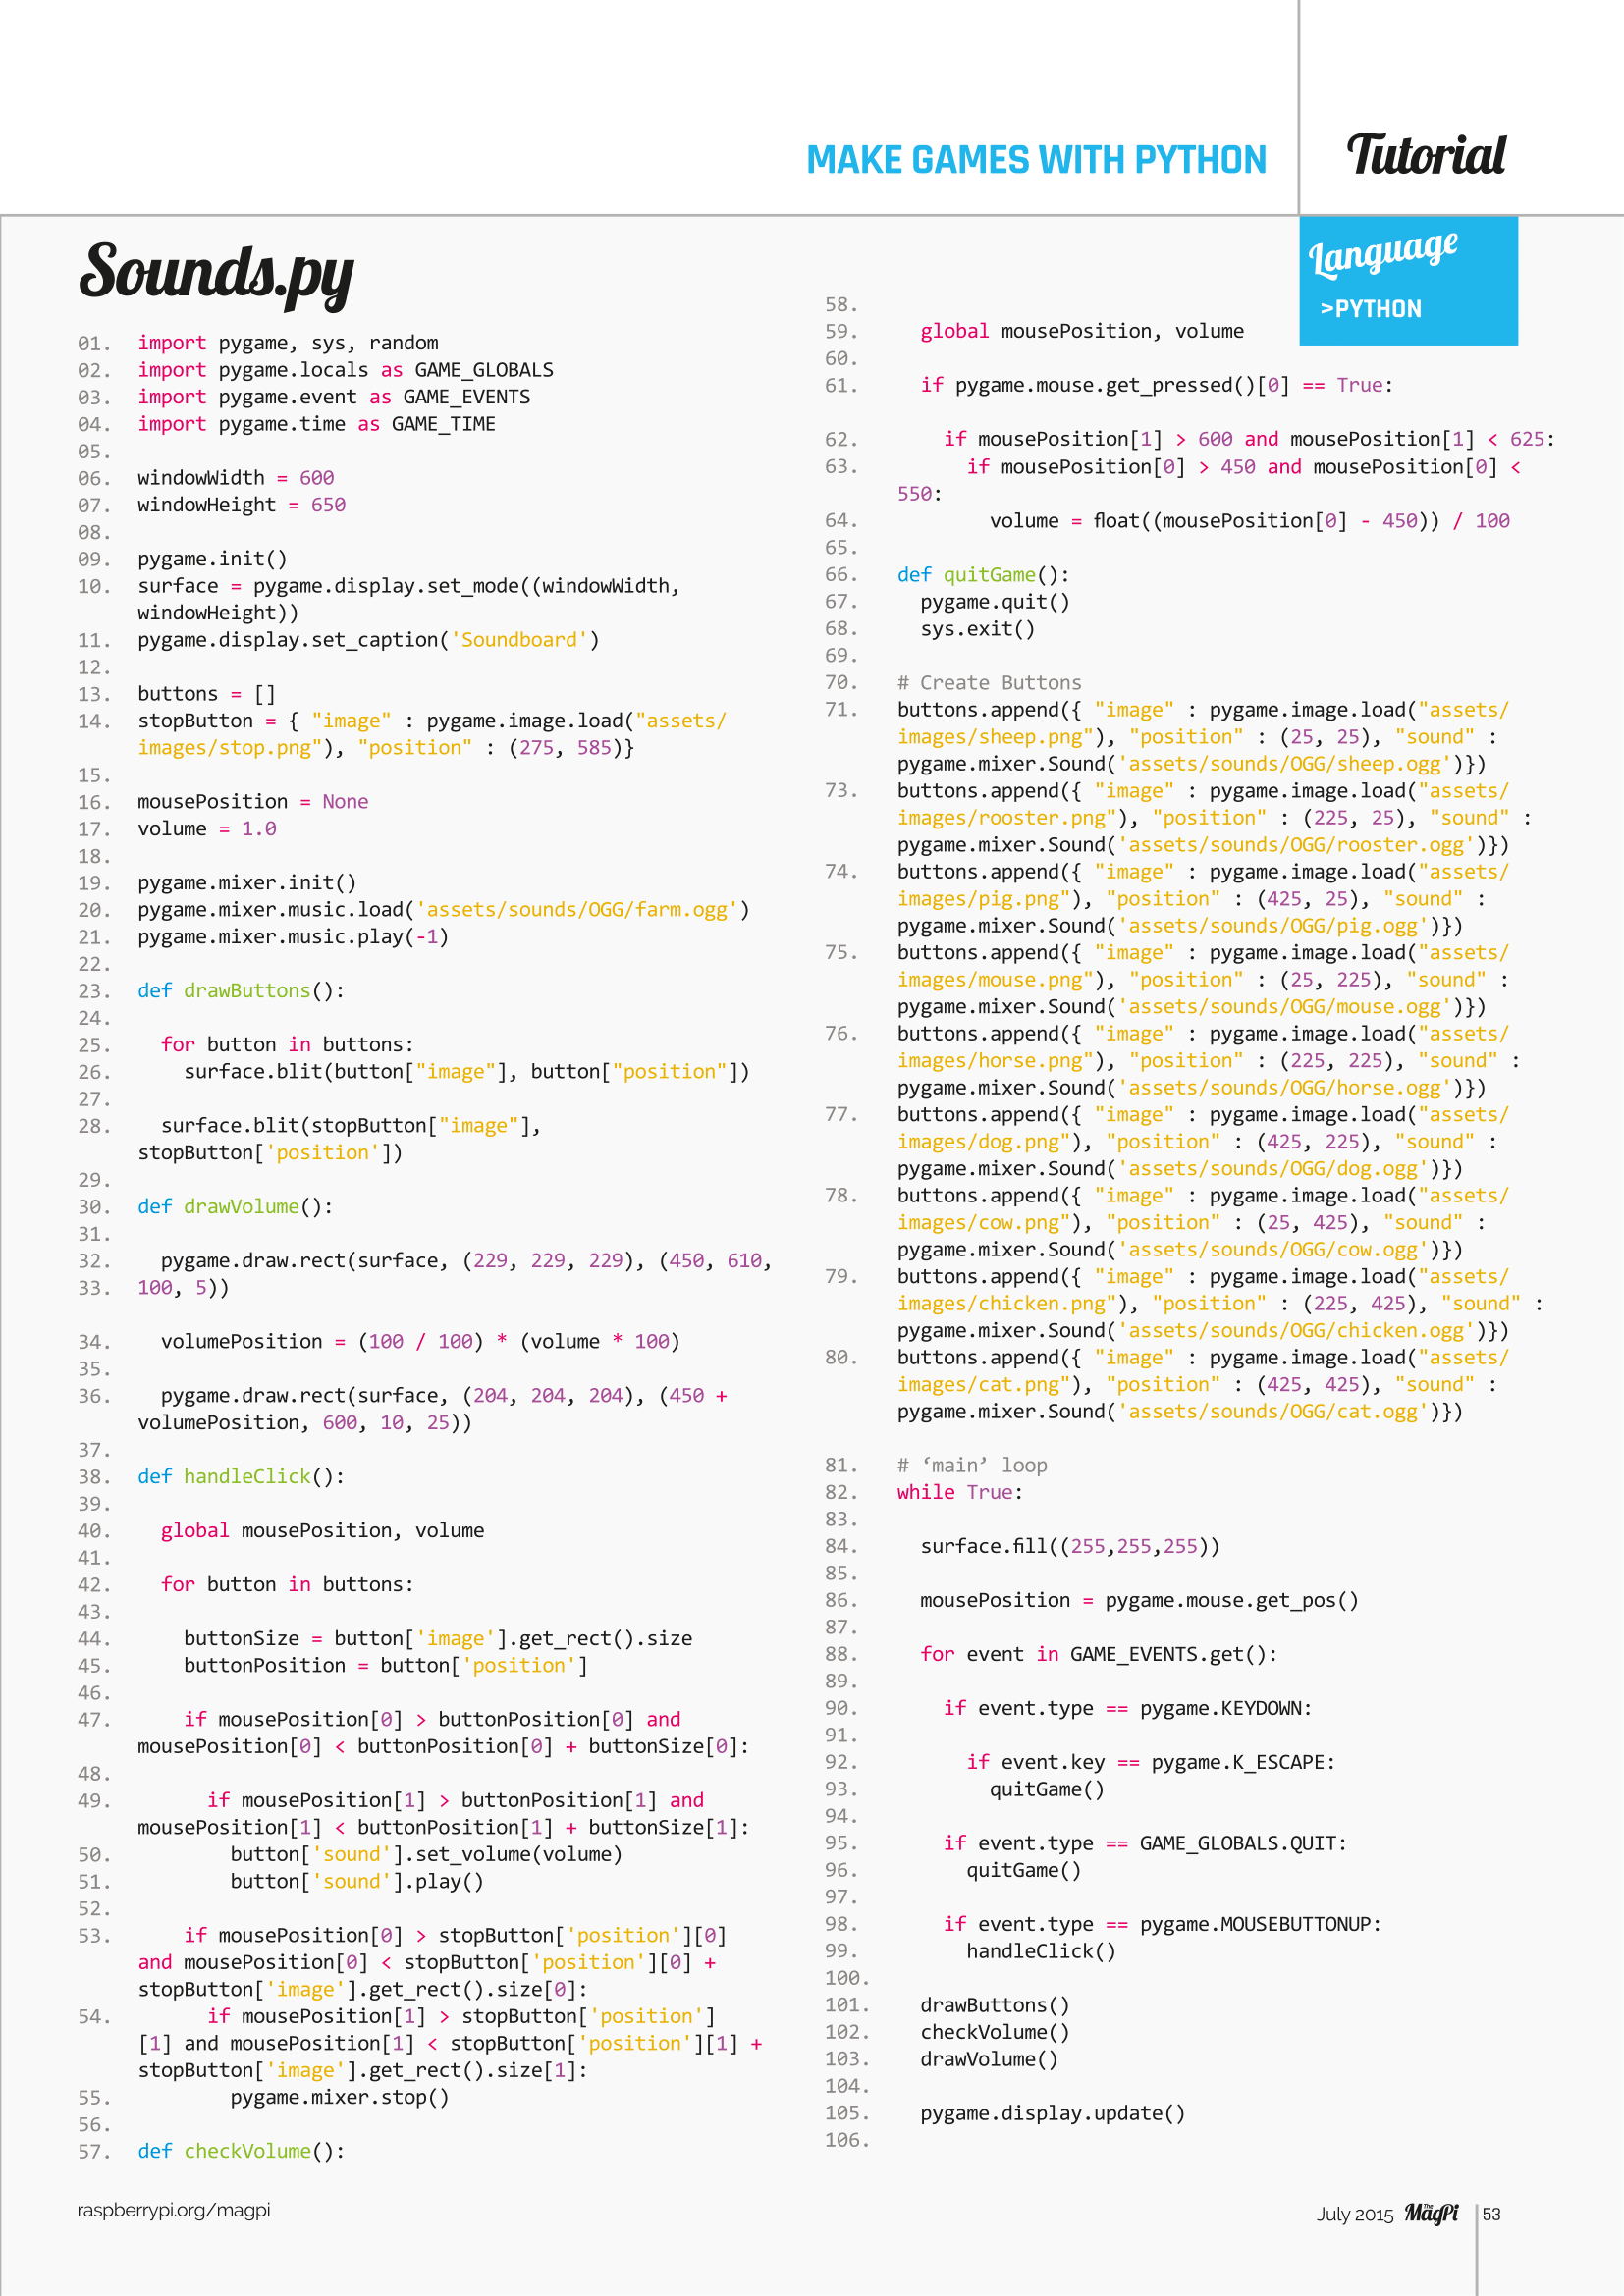 MAKE GAMES WITH PYTHON
Tutorial
Language
>PYTHON
Sounds.py
01. import pygame, sys, random
02. import pygame.locals as GAME_GLOBALS
03. import pygame.event as GAME_EVENTS
04. import pygame.time as GAME_TIME
05.
06. windowWidth = 600
07. windowHeight = 650
08.
09. pygame.init()
10. surface = pygame.display.set_mode((windowWidth,
windowHeight))
11. pygame.display.set_caption('Soundboard')
12.
13. buttons = []
14. stopButton = { "image" : pygame.image.load("assets/
images/stop.png"), "position" : (275, 585)}
15.
16. mousePosition = None
17. volume = 1.0
18.
19. pygame.mixer.init()
20. pygame.mixer.music.load('assets/sounds/OGG/farm.ogg')
21. pygame.mixer.music.play(-1)
22.
23. def drawButtons():
24.
25.   for button in buttons:
26.     surface.blit(button["image"], button["position"])
27.
28.   surface.blit(stopButton["image"],
stopButton['position'])
29.
30. def drawVolume():
31.
32.   pygame.draw.rect(surface, (229, 229, 229), (450, 610,
33. 100, 5))
34.   volumePosition = (100 / 100) * (volume * 100)
35.
36.   pygame.draw.rect(surface, (204, 204, 204), (450 +
volumePosition, 600, 10, 25))
37.
38. def handleClick():
39.
40.   global mousePosition, volume
41.
42.   for button in buttons:
43.
44.     buttonSize = button['image'].get_rect().size
45.     buttonPosition = button['position']
46.
47.     if mousePosition[0] > buttonPosition[0] and
mousePosition[0] < buttonPosition[0] + buttonSize[0]:
48.
49.       if mousePosition[1] > buttonPosition[1] and
mousePosition[1] < buttonPosition[1] + buttonSize[1]:
50.         button['sound'].set_volume(volume)
51.         button['sound'].play()
52.
53.     if mousePosition[0] > stopButton['position'][0]
and mousePosition[0] < stopButton['position'][0] +
stopButton['image'].get_rect().size[0]:
54.       if mousePosition[1] > stopButton['position']
[1] and mousePosition[1] < stopButton['position'][1] +
stopButton['image'].get_rect().size[1]:
55.         pygame.mixer.stop()
56.
57. def checkVolume():
58.
59.   global mousePosition, volume
60.
61.   if pygame.mouse.get_pressed()[0] == True:
62.     if mousePosition[1] > 600 and mousePosition[1] < 625:
63.       if mousePosition[0] > 450 and mousePosition[0] <
550:
64.         volume = float((mousePosition[0] - 450)) / 100
65.
66. def quitGame():
67.   pygame.quit()
68.   sys.exit()
69.
70. # Create Buttons
71. buttons.append({ "image" : pygame.image.load("assets/
images/sheep.png"), "position" : (25, 25), "sound" :
pygame.mixer.Sound('assets/sounds/OGG/sheep.ogg')})
73. buttons.append({ "image" : pygame.image.load("assets/
images/rooster.png"), "position" : (225, 25), "sound" :
pygame.mixer.Sound('assets/sounds/OGG/rooster.ogg')})
74. buttons.append({ "image" : pygame.image.load("assets/
images/pig.png"), "position" : (425, 25), "sound" :
pygame.mixer.Sound('assets/sounds/OGG/pig.ogg')})
75. buttons.append({ "image" : pygame.image.load("assets/
images/mouse.png"), "position" : (25, 225), "sound" :
pygame.mixer.Sound('assets/sounds/OGG/mouse.ogg')})
76. buttons.append({ "image" : pygame.image.load("assets/
images/horse.png"), "position" : (225, 225), "sound" :
pygame.mixer.Sound('assets/sounds/OGG/horse.ogg')})
77. buttons.append({ "image" : pygame.image.load("assets/
images/dog.png"), "position" : (425, 225), "sound" :
pygame.mixer.Sound('assets/sounds/OGG/dog.ogg')})
78. buttons.append({ "image" : pygame.image.load("assets/
images/cow.png"), "position" : (25, 425), "sound" :
pygame.mixer.Sound('assets/sounds/OGG/cow.ogg')})
79. buttons.append({ "image" : pygame.image.load("assets/
images/chicken.png"), "position" : (225, 425), "sound" :
pygame.mixer.Sound('assets/sounds/OGG/chicken.ogg')})
80. buttons.append({ "image" : pygame.image.load("assets/
images/cat.png"), "position" : (425, 425), "sound" :
pygame.mixer.Sound('assets/sounds/OGG/cat.ogg')})
81. # ‘main’ loop
82. while True:
83.
84.   surface.fill((255,255,255))
85.
86.   mousePosition = pygame.mouse.get_pos()
87.
88.   for event in GAME_EVENTS.get():
89.
90.     if event.type == pygame.KEYDOWN:
91.
92.       if event.key == pygame.K_ESCAPE:
93.         quitGame()
94.
95.     if event.type == GAME_GLOBALS.QUIT:
96.       quitGame()
97.
98.     if event.type == pygame.MOUSEBUTTONUP:
99.       handleClick()
100.
101.   drawButtons()
102.   checkVolume()
103.   drawVolume()
104.
105.   pygame.display.update()
106.
raspberrypi.org/magpi
July 2015 The MagPi 53